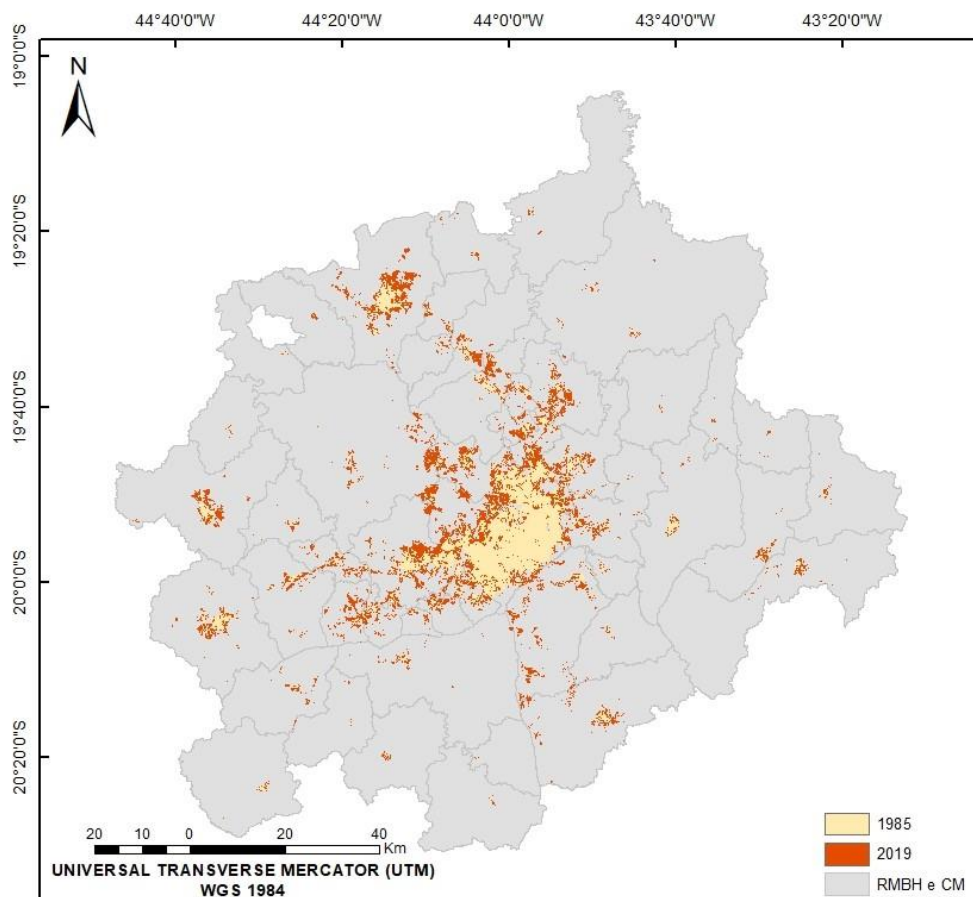 44°40'0"W 44°20'0"W 44°0'0"W 43°40'0"W 43°20'0"W
19°0'0"S
N
19°20'0"S
19°40'0"S
20°0'0"S
20°20'0"S
20 10 0 20 40
Km
UNIVERSAL TRANSVERSE MERCATOR (UTM)
WGS 1984
1985
2019
RMBH e CM